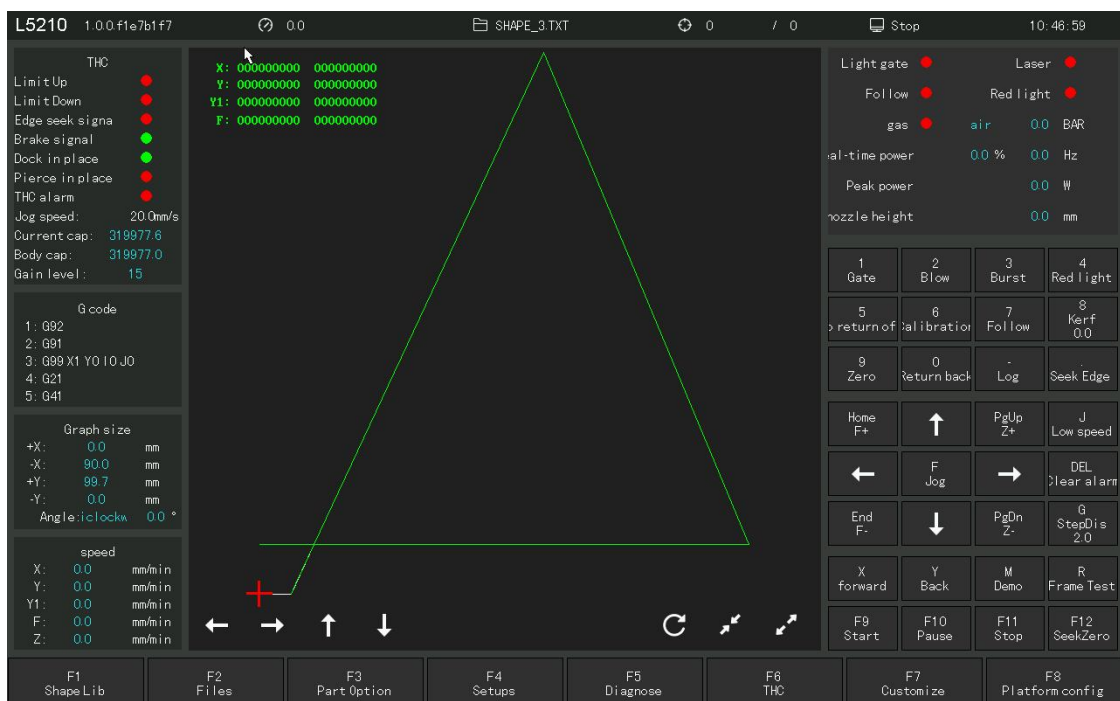 L5210 1.0.0.f1e7b1f7 0.0 SHAPE_3.TXT 0 / 0 Stop 10:46:59
THC
Limit Up
Limit Down
Edge seek signa
Brake signal
Dock in place
Pierce in place
THC alarm
Jog speed: 20.0mm/s
Current cap: 319977.6
Body cap: 319977.0
Gain level: 15
G code
1: G92
2: G91
3: G99 X1 Y0 I0 J0
4: G21
5: G41
Graph size
+X: 0.0 mm
-X: 90.0 mm
+Y: 99.7 mm
-Y: 0.0 mm
Angle:iclockw 0.0 °
speed
X: 0.0 mm/min
Y: 0.0 mm/min
Y1: 0.0 mm/min
F: 0.0 mm/min
Z: 0.0 mm/min
X: 000000000 000000000
Y: 000000000 000000000
Y1: 000000000 000000000
F: 000000000 000000000
Light gate Laser
Follow Red light
gas air 0.0 BAR
al-time power 0.0 % 0.0 Hz
Peak power 0.0 W
nozzle height 0.0 mm
1 2 3 4
Gate Blow Burst Red light
5 6 7 8
return of alibration Follow Kerf
0.0
9 0 - .
Zero Return back Log Seek Edge
Home PgUp J
F+ Z+ Low speed
F DEL
Jog Clear alarm
End PgDn G
F- Z- StepDis
2.0
X Y M R
forward Back Demo Frame Test
F9 F10 F11 F12
Start Pause Stop SeekZero
F1 F2 F3 F4 F5 F6 F7 F8
Shape Lib Files Part Option Setups Diagnose THC Customize Platform config